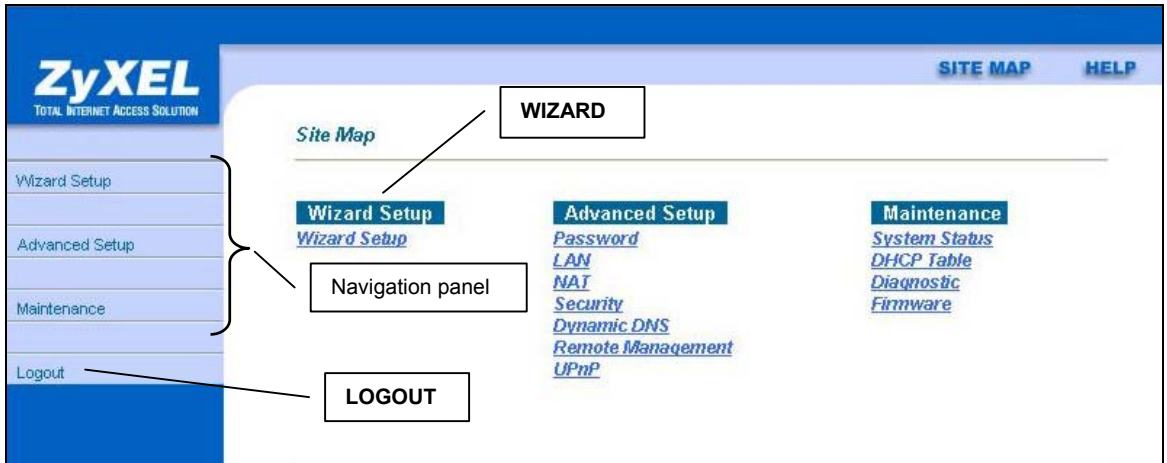 ZyXEL
TOTAL INTERNET ACCESS SOLUTION
SITE MAP HELP
WIZARD
Site Map
Wizard Setup
Advanced Setup
Maintenance
Logout
Navigation panel
LOGOUT
Wizard Setup
Wizard Setup
Advanced Setup
Password
LAN
NAT
Security
Dynamic DNS
Remote Management
UPnP
Maintenance
System Status
DHCP Table
Diagnostic
Firmware